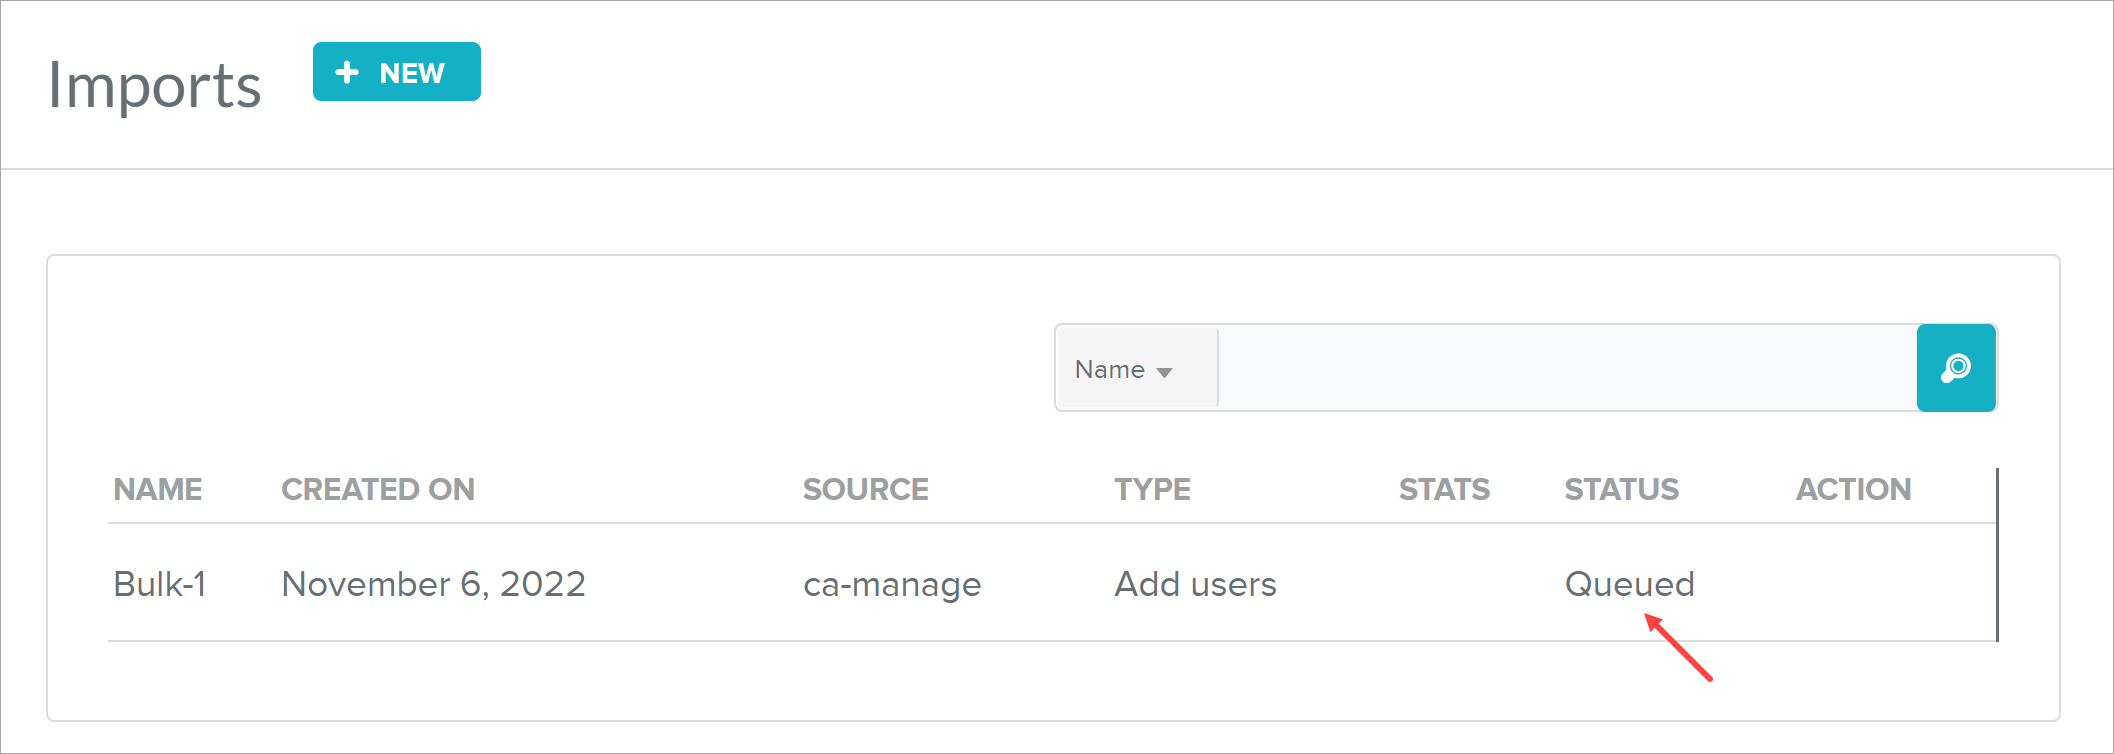 Imports
+ NEW
Name
NAME CREATED ON SOURCE TYPE STATS STATUS ACTION
Bulk-1 November 6, 2022 ca-manage Add users Queued